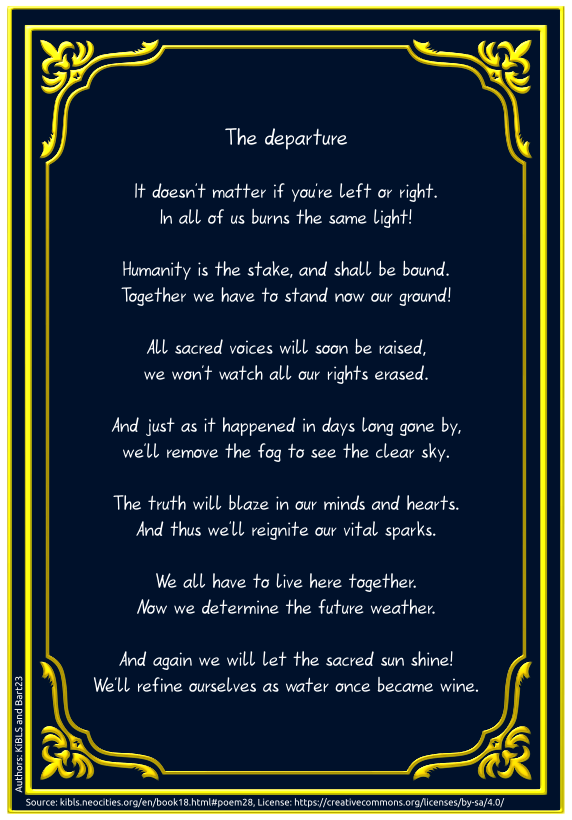 The departure
It doesn't matter if you're left or right.
In all of us burns the same light!
Humanity is the stake, and shall be bound.
Together we have to stand now our ground!
All sacred voices will soon be raised,
we won't watch all our rights erased.
And just as it happened in days long gone by,
we'll remove the fog to see the clear sky.
The truth will blaze in our minds and hearts.
And thus we'll reignite our vital sparks.
We all have to live here together.
Now we determine the future weather.
And again we will let the sacred sun shine!
We'll refine ourselves as water once became wine.
Authors: KiBLS and Bart23
Source: kibls.neocities.org/en/book18.html#poem28, License: https://creativecommons.org/licenses/by-sa/4.0/